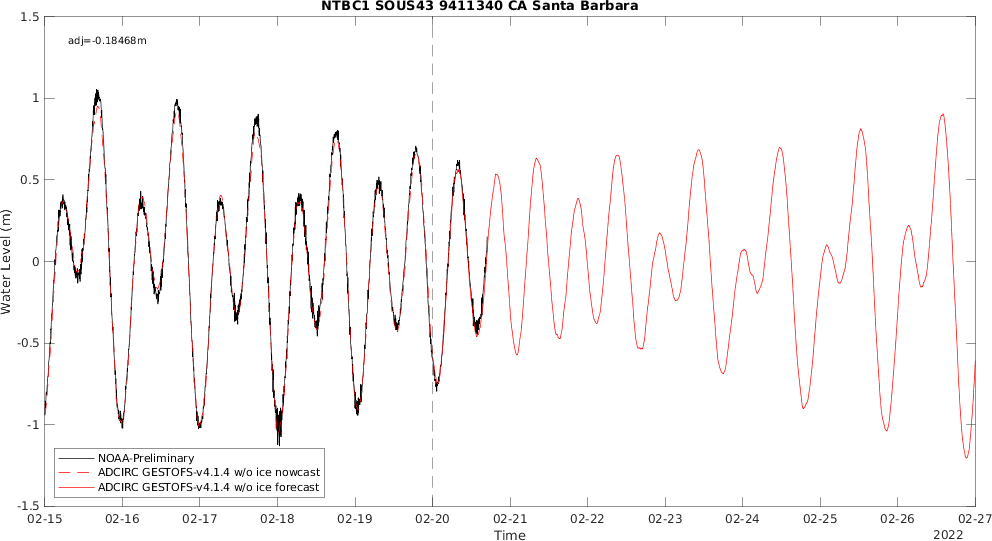 NTBC1 SOUS43 9411340 CA Santa Barbara
1.5
adj=-0.18468m
1
0.5
0
-0.5
-1
-1.5
Water Level (m)
NOAA-Preliminary
ADCIRC GESTOFS-v4.1.4 w/o ice nowcast
ADCIRC GESTOFS-v4.1.4 w/o ice forecast
02-15 02-16 02-17 02-18 02-19 02-20 02-21 02-22 02-23 02-24 02-25 02-26 02-27
Time
2022